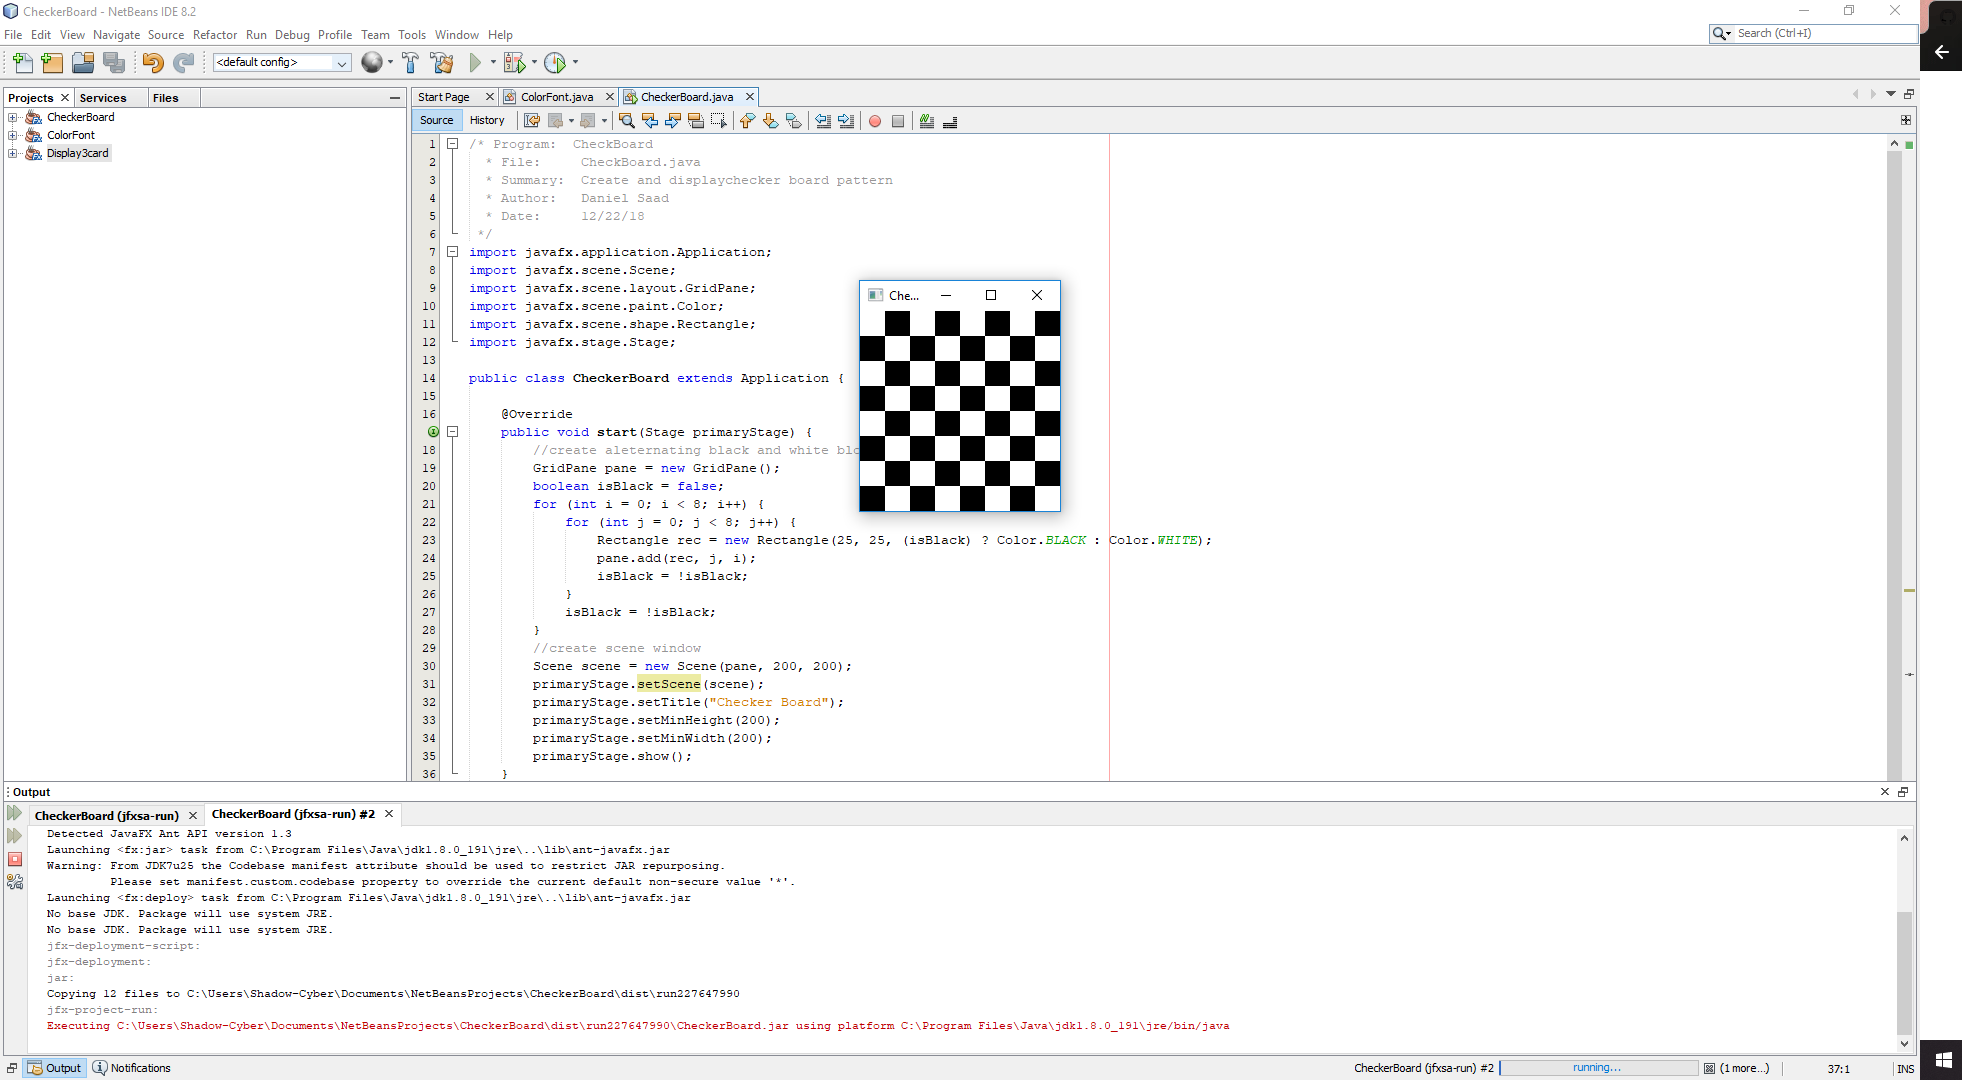 CheckerBoard - NetBeans IDE 8.2
File Edit View Navigate Source Refactor Run Debug Profile Team Tools Window Help
Search (Ctrl+I)
<default config>
Projects Services Files
CheckerBoard
ColorFont
Display3card
Start Page ColorFont.java CheckerBoard.java
Source History
1 /* Program:  CheckBoard
2 * File:     CheckBoard.java
3 * Summary:  Create and displaychecker board pattern
4 * Author:   Daniel Saad
5 * Date:     12/22/18
6 */
7 import javafx.application.Application;
8 import javafx.scene.Scene;
9 import javafx.scene.layout.GridPane;
10 import javafx.scene.paint.Color;
11 import javafx.scene.shape.Rectangle;
12 import javafx.stage.Stage;
13
14 public class CheckerBoard extends Application {
15
16 @Override
public void start(Stage primaryStage) {
18 //create aleternating black and white blo
19 GridPane pane = new GridPane();
20 boolean isBlack = false;
21 for (int i = 0; i < 8; i++) {
22 for (int j = 0; j < 8; j++) {
23 Rectangle rec = new Rectangle(25, 25, (isBlack) ? Color.BLACK : Color.WHITE);
24 pane.add(rec, j, i);
25 isBlack = !isBlack;
26 }
27 isBlack = !isBlack;
28 }
29 //create scene window
30 Scene scene = new Scene(pane, 200, 200);
31 primaryStage.setScene(scene);
32 primaryStage.setTitle("Checker Board");
33 primaryStage.setMinHeight(200);
34 primaryStage.setMinWidth(200);
35 primaryStage.show();
36 }
Che...
Output
CheckerBoard (jfxsa-run) CheckerBoard (jfxsa-run) #2
Detected JavaFX Ant API version 1.3
Launching <fx:jar> task from C:\Program Files\Java\jdk1.8.0_191\jre\..\lib\ant-javafx.jar
Warning: From JDK7u25 the Codebase manifest attribute should be used to restrict JAR repurposing.
Please set manifest.custom.codebase property to override the current default non-secure value '*'.
Launching <fx:deploy> task from C:\Program Files\Java\jdk1.8.0_191\jre\..\lib\ant-javafx.jar
No base JDK. Package will use system JRE.
No base JDK. Package will use system JRE.
jfx-deployment-script:
jfx-deployment:
jar:
Copying 12 files to C:\Users\Shadow-Cyber\Documents\NetBeansProjects\CheckerBoard\dist\run227647990
jfx-project-run:
Executing C:\Users\Shadow-Cyber\Documents\NetBeansProjects\CheckerBoard\dist\run227647990\CheckerBoard.jar using platform C:\Program Files\Java\jdk1.8.0_191\jre/bin/java
Output Notifications CheckerBoard (jfxsa-run) #2 running... (1 more...) 37:1 INS